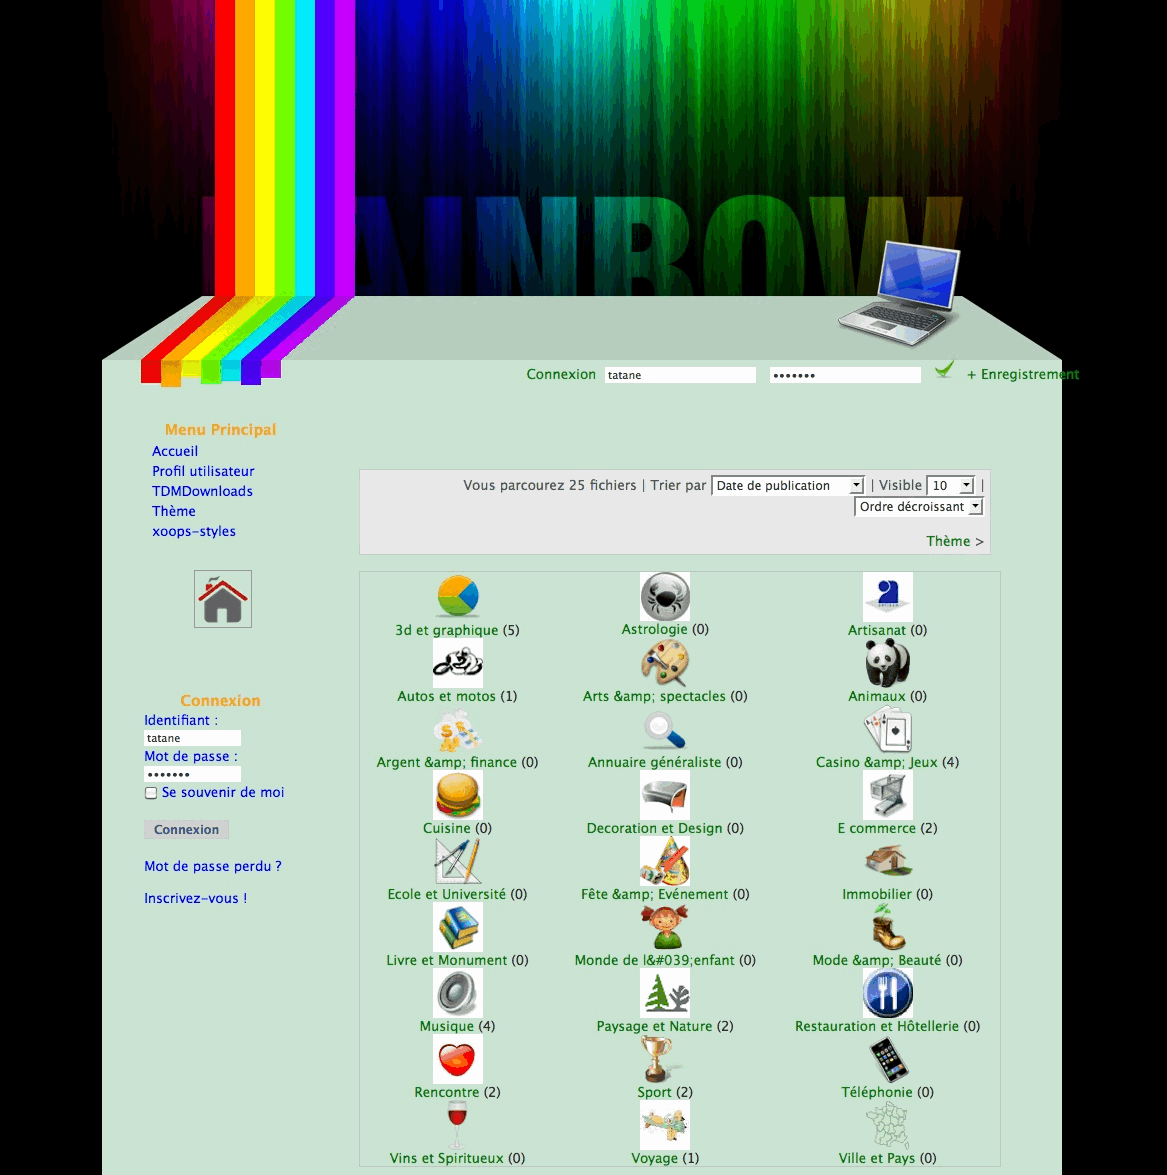 RAINBOW
Connexion tatane ••••••• + Enregistrement
Menu Principal
Accueil
Profil utilisateur
TDMDownloads
Thème
xoops-styles
Connexion
Identifiant :
tatane
Mot de passe :
•••••••
Se souvenir de moi
Connexion
Mot de passe perdu ?
Inscrivez-vous !
Vous parcourez 25 fichiers | Trier par Date de publication | Visible 10 |
Ordre décroissant
Thème >
3d et graphique (5) Astrologie (0) Artisanat (0)
Autos et motos (1) Arts &amp; spectacles (0) Animaux (0)
Argent &amp; finance (0) Annuaire généraliste (0) Casino &amp; Jeux (4)
Cuisine (0) Decoration et Design (0) E commerce (2)
Ecole et Université (0) Fête &amp; Evénement (0) Immobilier (0)
Livre et Monument (0) Monde de l&#039;enfant (0) Mode &amp; Beauté (0)
Musique (4) Paysage et Nature (2) Restauration et Hôtellerie (0)
Rencontre (2) Sport (2) Téléphonie (0)
Vins et Spiritueux (0) Voyage (1) Ville et Pays (0)